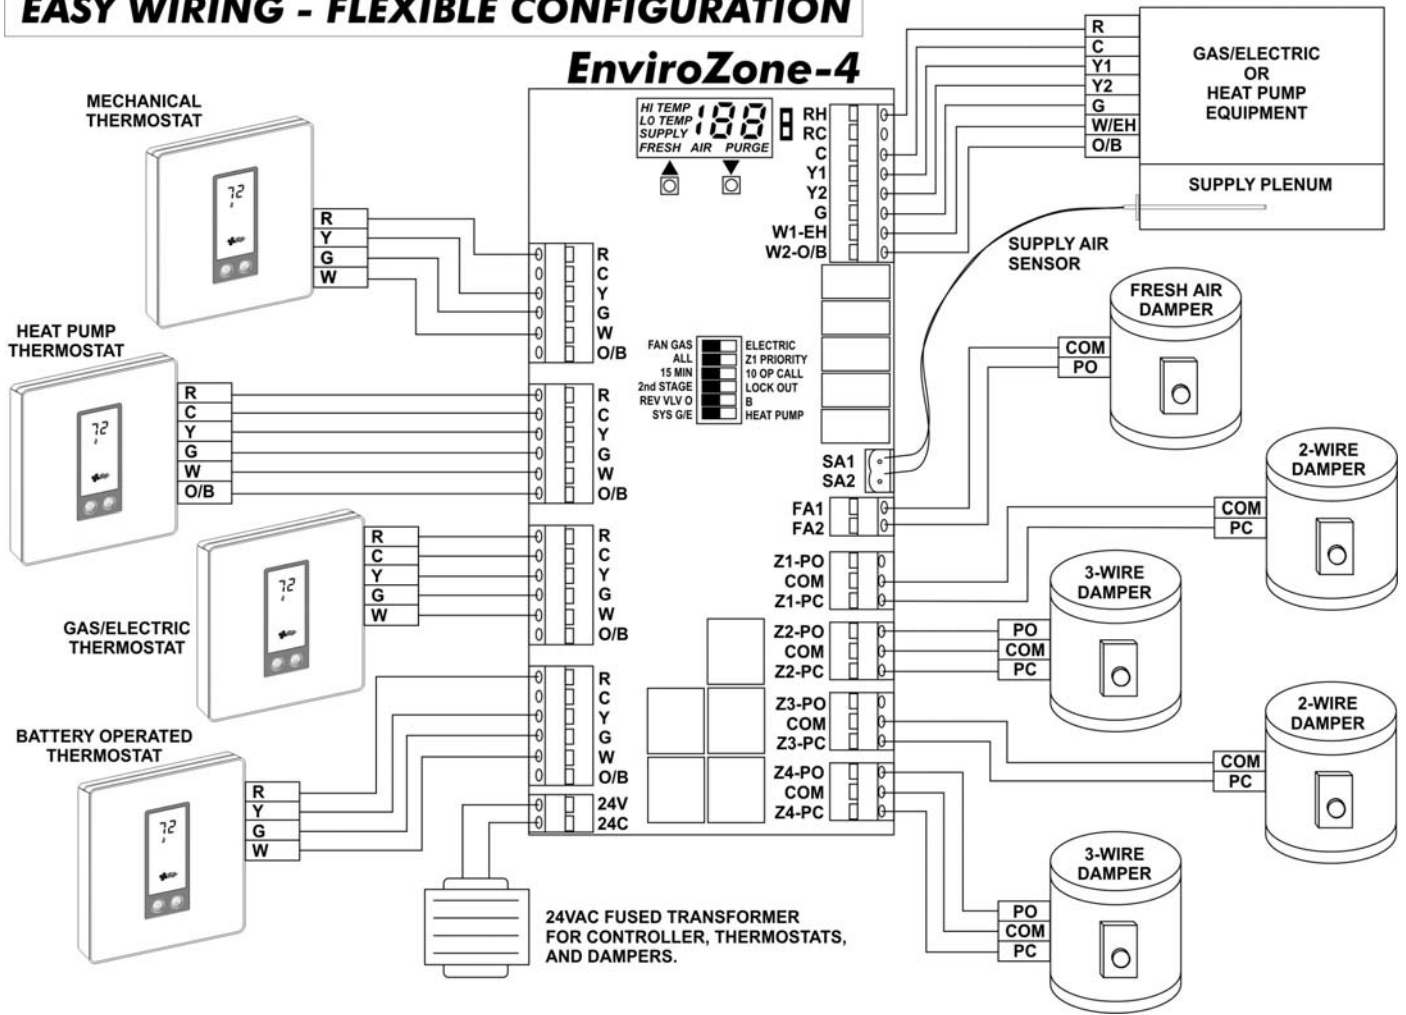 EASY WIRING - FLEXIBLE CONFIGURATION
EnviroZone-4
MECHANICAL
THERMOSTAT
72
R
Y
G
W
HEAT PUMP
THERMOSTAT
72
R
C
Y
G
W
O/B
GAS/ELECTRIC
THERMOSTAT
72
R
C
Y
G
W
BATTERY OPERATED
THERMOSTAT
72
R
Y
G
W
HI TEMP
LO TEMP
SUPPLY
188
FRESH AIR PURGE
R
C
Y
G
W
O/B
R
C
Y
G
W
O/B
R
C
Y
G
W
O/B
R
C
Y
G
W
O/B
24V
24C
24VAC FUSED TRANSFORMER
FOR CONTROLLER, THERMOSTATS,
AND DAMPERS.
FAN GAS ELECTRIC
ALL Z1 PRIORITY
15 MIN 10 OP CALL
2nd STAGE LOCK OUT
REV VLV O B
SYS G/E HEAT PUMP
RH
RC
C
Y1
Y2
G
W1-EH
W2-O/B
SA1
SA2
FA1
FA2
Z1-PO
COM
Z1-PC
Z2-PO
COM
Z2-PC
Z3-PO
COM
Z3-PC
Z4-PO
COM
Z4-PC
R
C
Y1
Y2
G
W/EH
O/B
GAS/ELECTRIC
OR
HEAT PUMP
EQUIPMENT
SUPPLY PLENUM
SUPPLY AIR
SENSOR
FRESH AIR
DAMPER
COM
PO
2-WIRE
DAMPER
COM
PC
3-WIRE
DAMPER
PO
COM
PC
2-WIRE
DAMPER
COM
PC
3-WIRE
DAMPER
PO
COM
PC